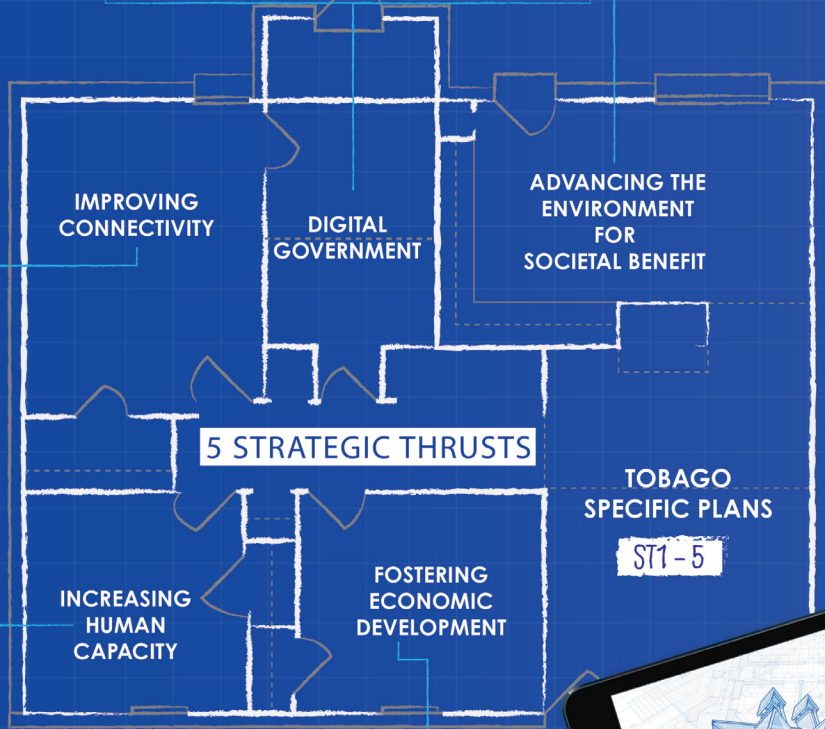 IMPROVING
CONNECTIVITY
DIGITAL
GOVERNMENT
ADVANCING THE
ENVIRONMENT
FOR
SOCIETAL BENEFIT
5 STRATEGIC THRUSTS
TOBAGO
SPECIFIC PLANS
ST1 – 5
INCREASING
HUMAN
CAPACITY
FOSTERING
ECONOMIC
DEVELOPMENT